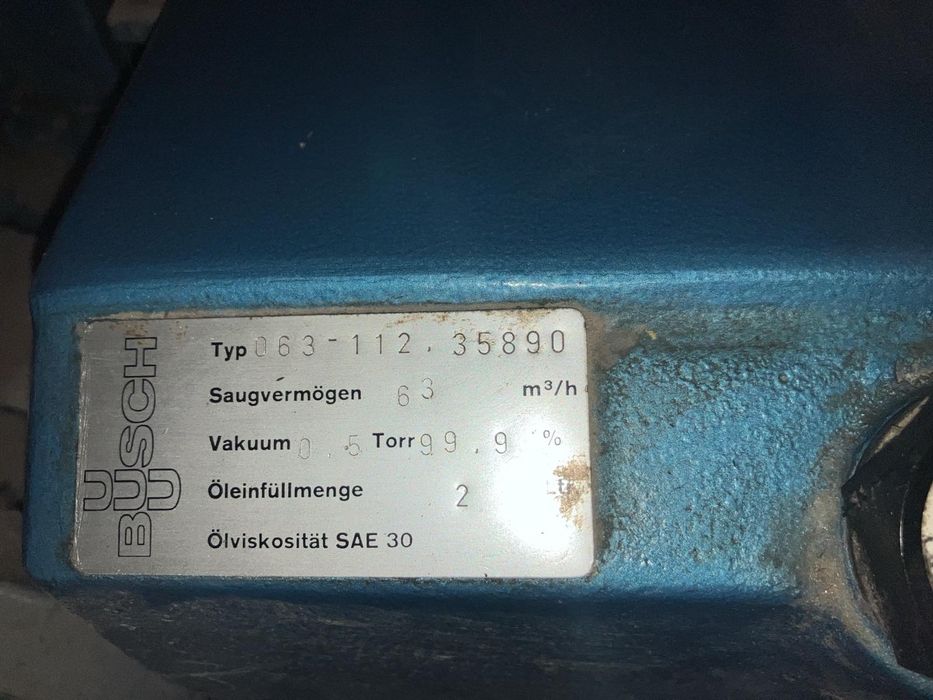 BUSCH
Typ 063-112.35890
Saugvermögen 63 m³/h
Vakuum 0.5 Torr 99.9 %
Öleinfüllmenge 2 ltr
Ölviskosität SAE 30